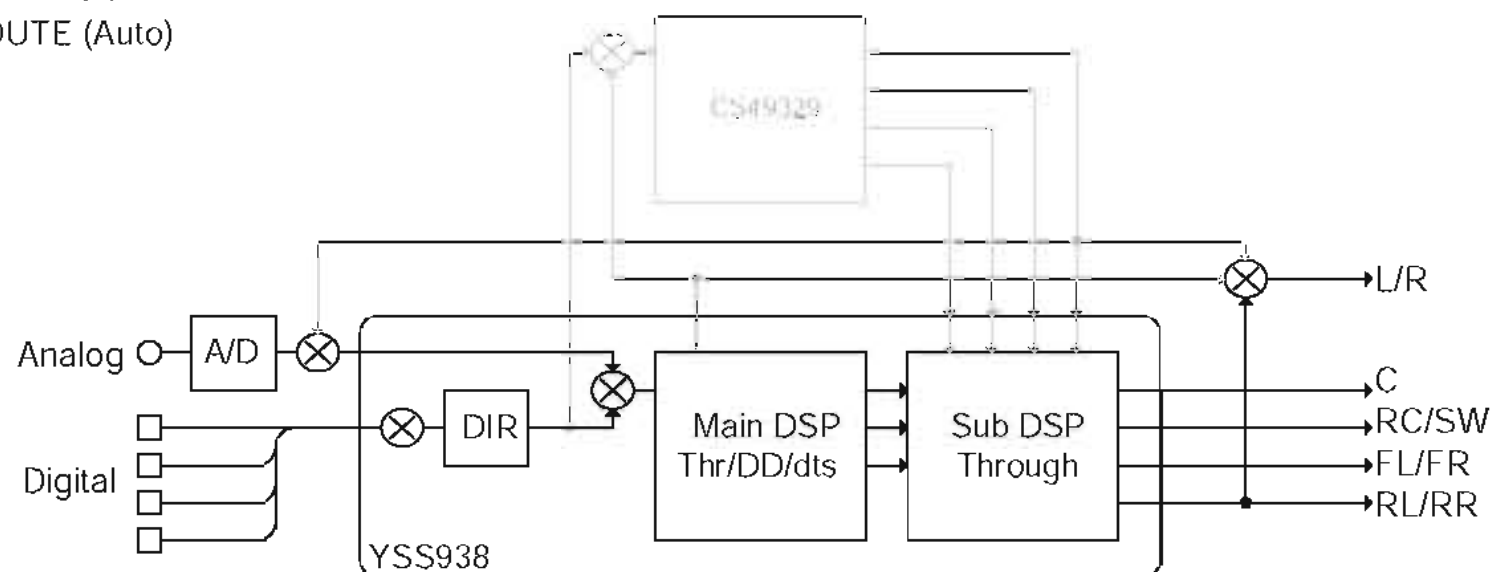 OUTE (Auto)
CS49329
L/R
Analog
A/D
DIR
Main DSP
Thr/DD/dts
Sub DSP
Through
C
RC/SW
FL/FR
RL/RR
Digital
YSS938